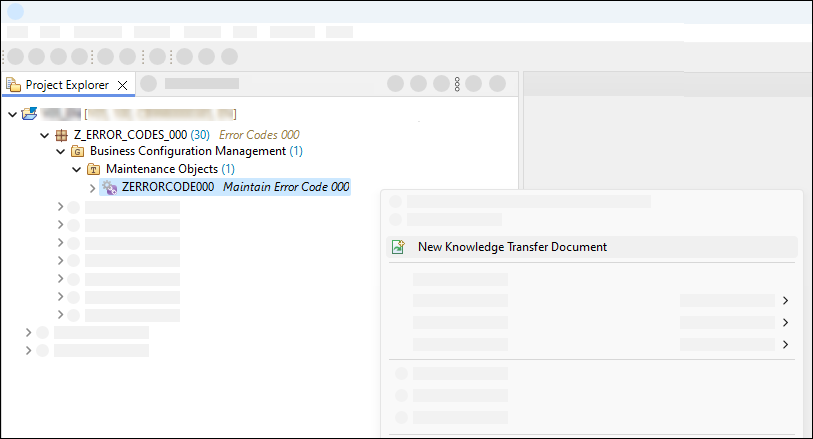 Project Explorer
Z_ERROR_CODES_000 (30) Error Codes 000
Business Configuration Management (1)
Maintenance Objects (1)
ZERRORCODE000 Maintain Error Code 000
New Knowledge Transfer Document